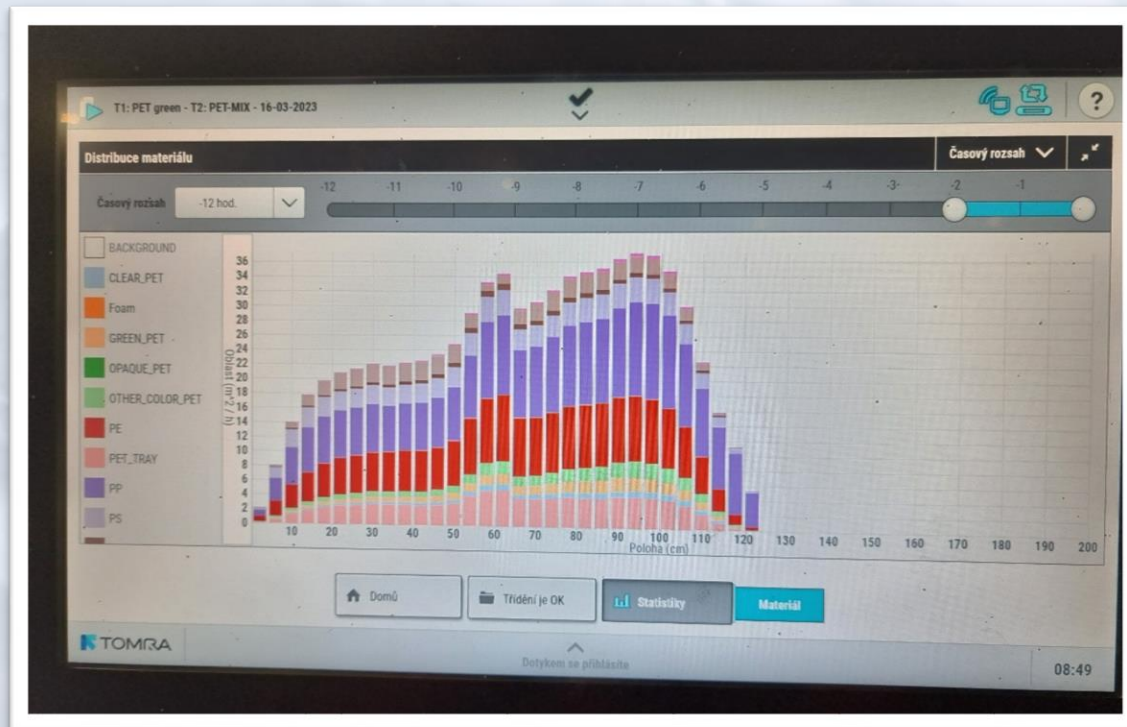 T1: PET green - T2: PET-MIX - 16-03-2023
?
Distribuce materiálu
Časový rozsah
Časový rozsah
-12 hod.
-12 -11 -10 -9 -8 -7 -6 -5 -4 -3 -2 -1
BACKGROUND
CLEAR_PET
Foam
GREEN_PET
OPAQUE_PET
OTHER_COLOR_PET
PE
PET_TRAY
PP
PS
Oblast (m^2 / h)
36
34
32
30
28
26
24
22
20
18
16
14
12
10
8
6
4
2
0
10 20 30 40 50 60 70 80 90 100 110 120 130 140 150 160 170 180 190 200
Poloha (cm)
Domů
Třídění je OK
Statistiky
Materiál
TOMRA
Dotykem se přihlásíte
08:49